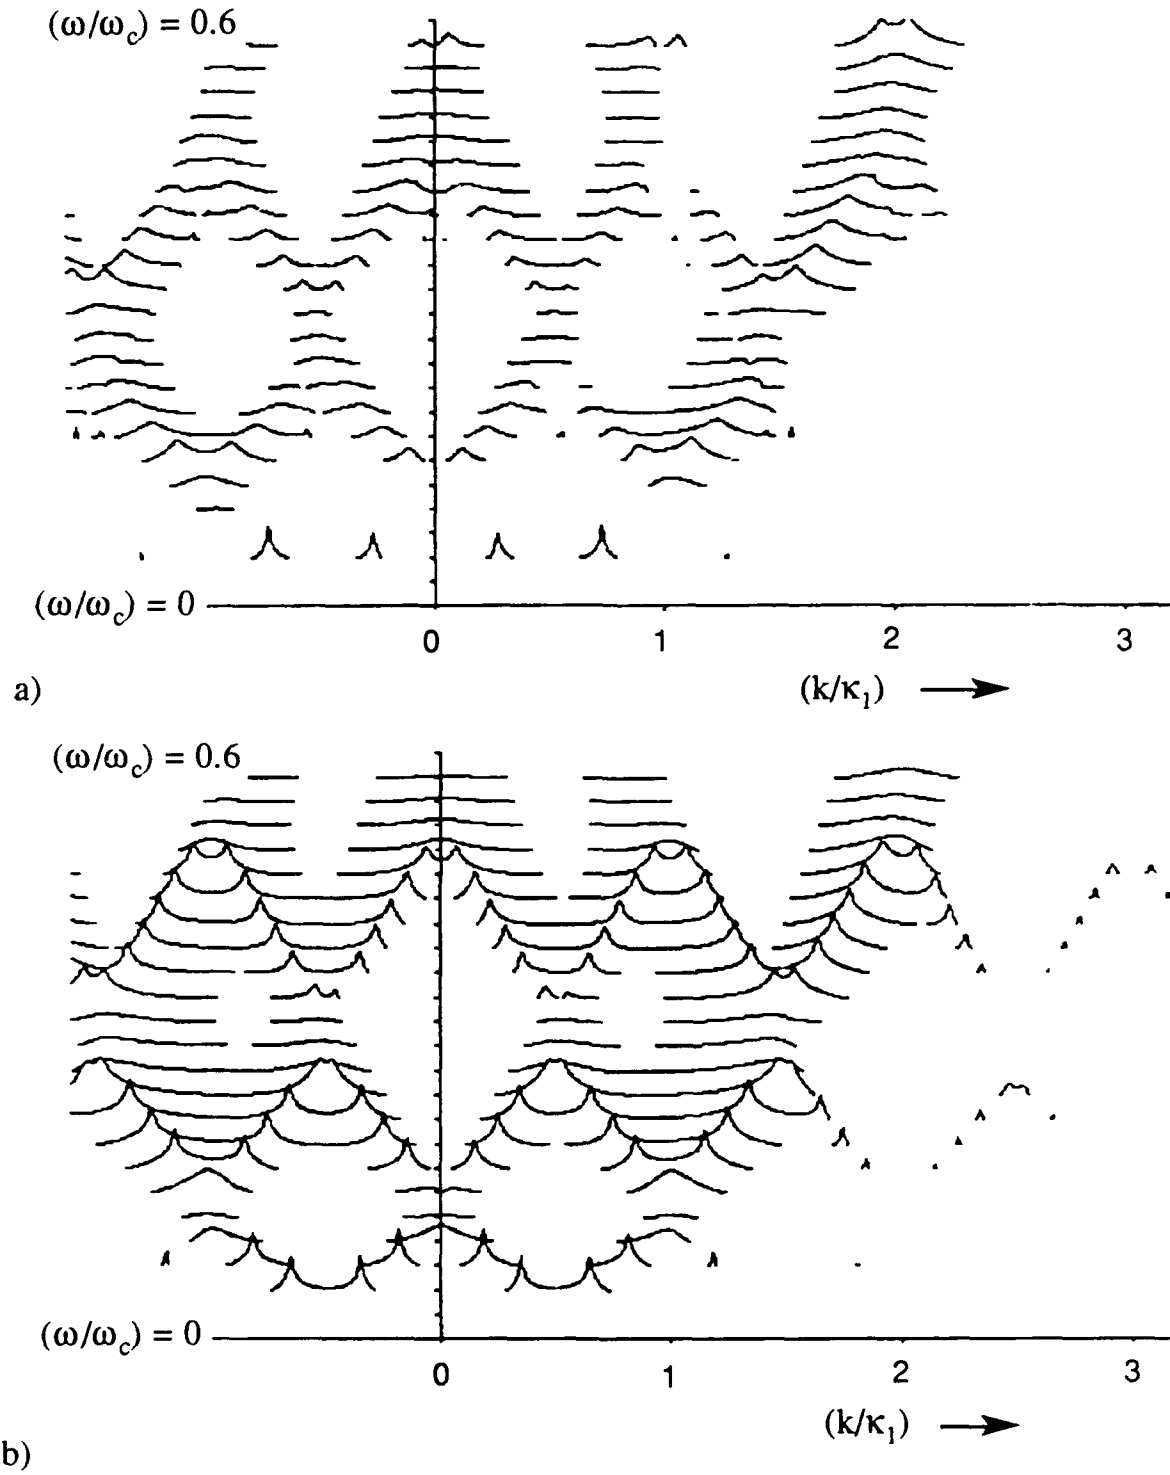 (ω/ω_c) = 0.6
(ω/ω_c) = 0
0 1 2 3
a)
(k/κ_1) →
(ω/ω_c) = 0.6
(ω/ω_c) = 0
0 1 2 3
(k/κ_1) →
b)